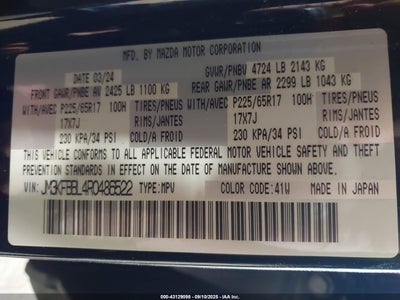 MFD. BY MAZDA MOTOR CORPORATION
DATE: 03/24 GVWR/PNBV 4724 LB 2143 KG
FRONT GAWR/PNBE AV 2425 LB 1100 KG REAR GAWR/PNBE AR 2299 LB 1043 KG
WITH/AVEC P225/65R17 100H TIRES/PNEUS WITH/AVEC P225/65R17 100H TIRES/PNEUS
17X7J RIMS/JANTES 17X7J RIMS/JANTES
230 KPA/34 PSI COLD/A FROID 230 KPA/34 PSI COLD/A FROID
THIS VEHICLE CONFORMS TO ALL APPLICABLE FEDERAL MOTOR VEHICLE SAFETY AND THEFT
PREVENTION STANDARDS IN EFFECT ON THE DATE OF MANUFACTURE SHOWN ABOVE.
VIN: JM3KFBBL4R0486522 TYPE: MPV COLOR CODE: 41W MADE IN JAPAN
000-43129098 - 09/10/2025 - IAA Inc.